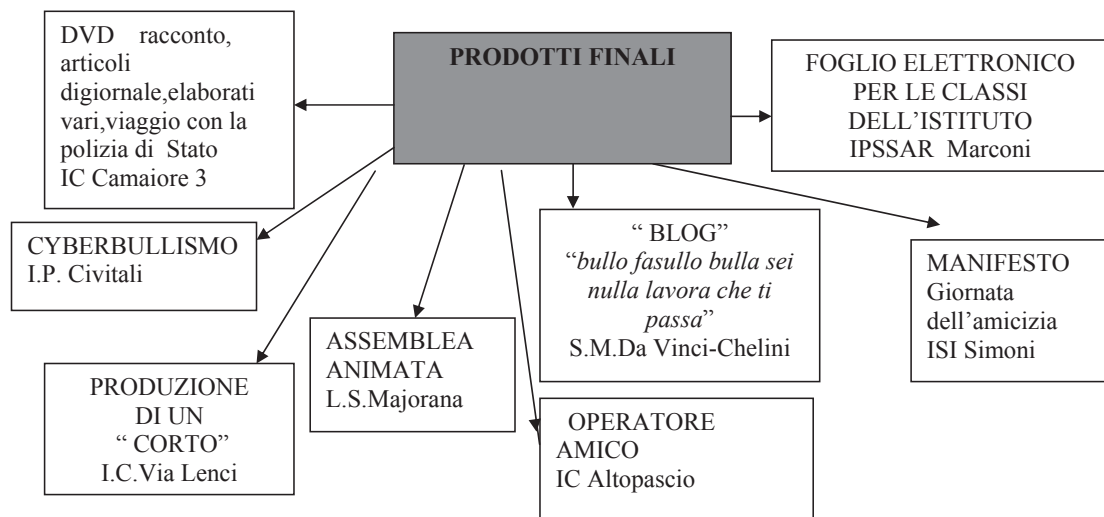 DVD racconto,
articoli
digiornale,elaborati
vari,viaggio con la
polizia di Stato
IC Camaiore 3
PRODOTTI FINALI
FOGLIO ELETTRONICO
PER LE CLASSI
DELL’ISTITUTO
IPSSAR Marconi
CYBERBULLISMO
I.P. Civitali
“ BLOG”
“bullo fasullo bulla sei
nulla lavora che ti
passa”
S.M.Da Vinci-Chelini
MANIFESTO
Giornata
dell’amicizia
ISI Simoni
ASSEMBLEA
ANIMATA
L.S.Majorana
PRODUZIONE
DI UN
“ CORTO”
I.C.Via Lenci
OPERATORE
AMICO
IC Altopascio